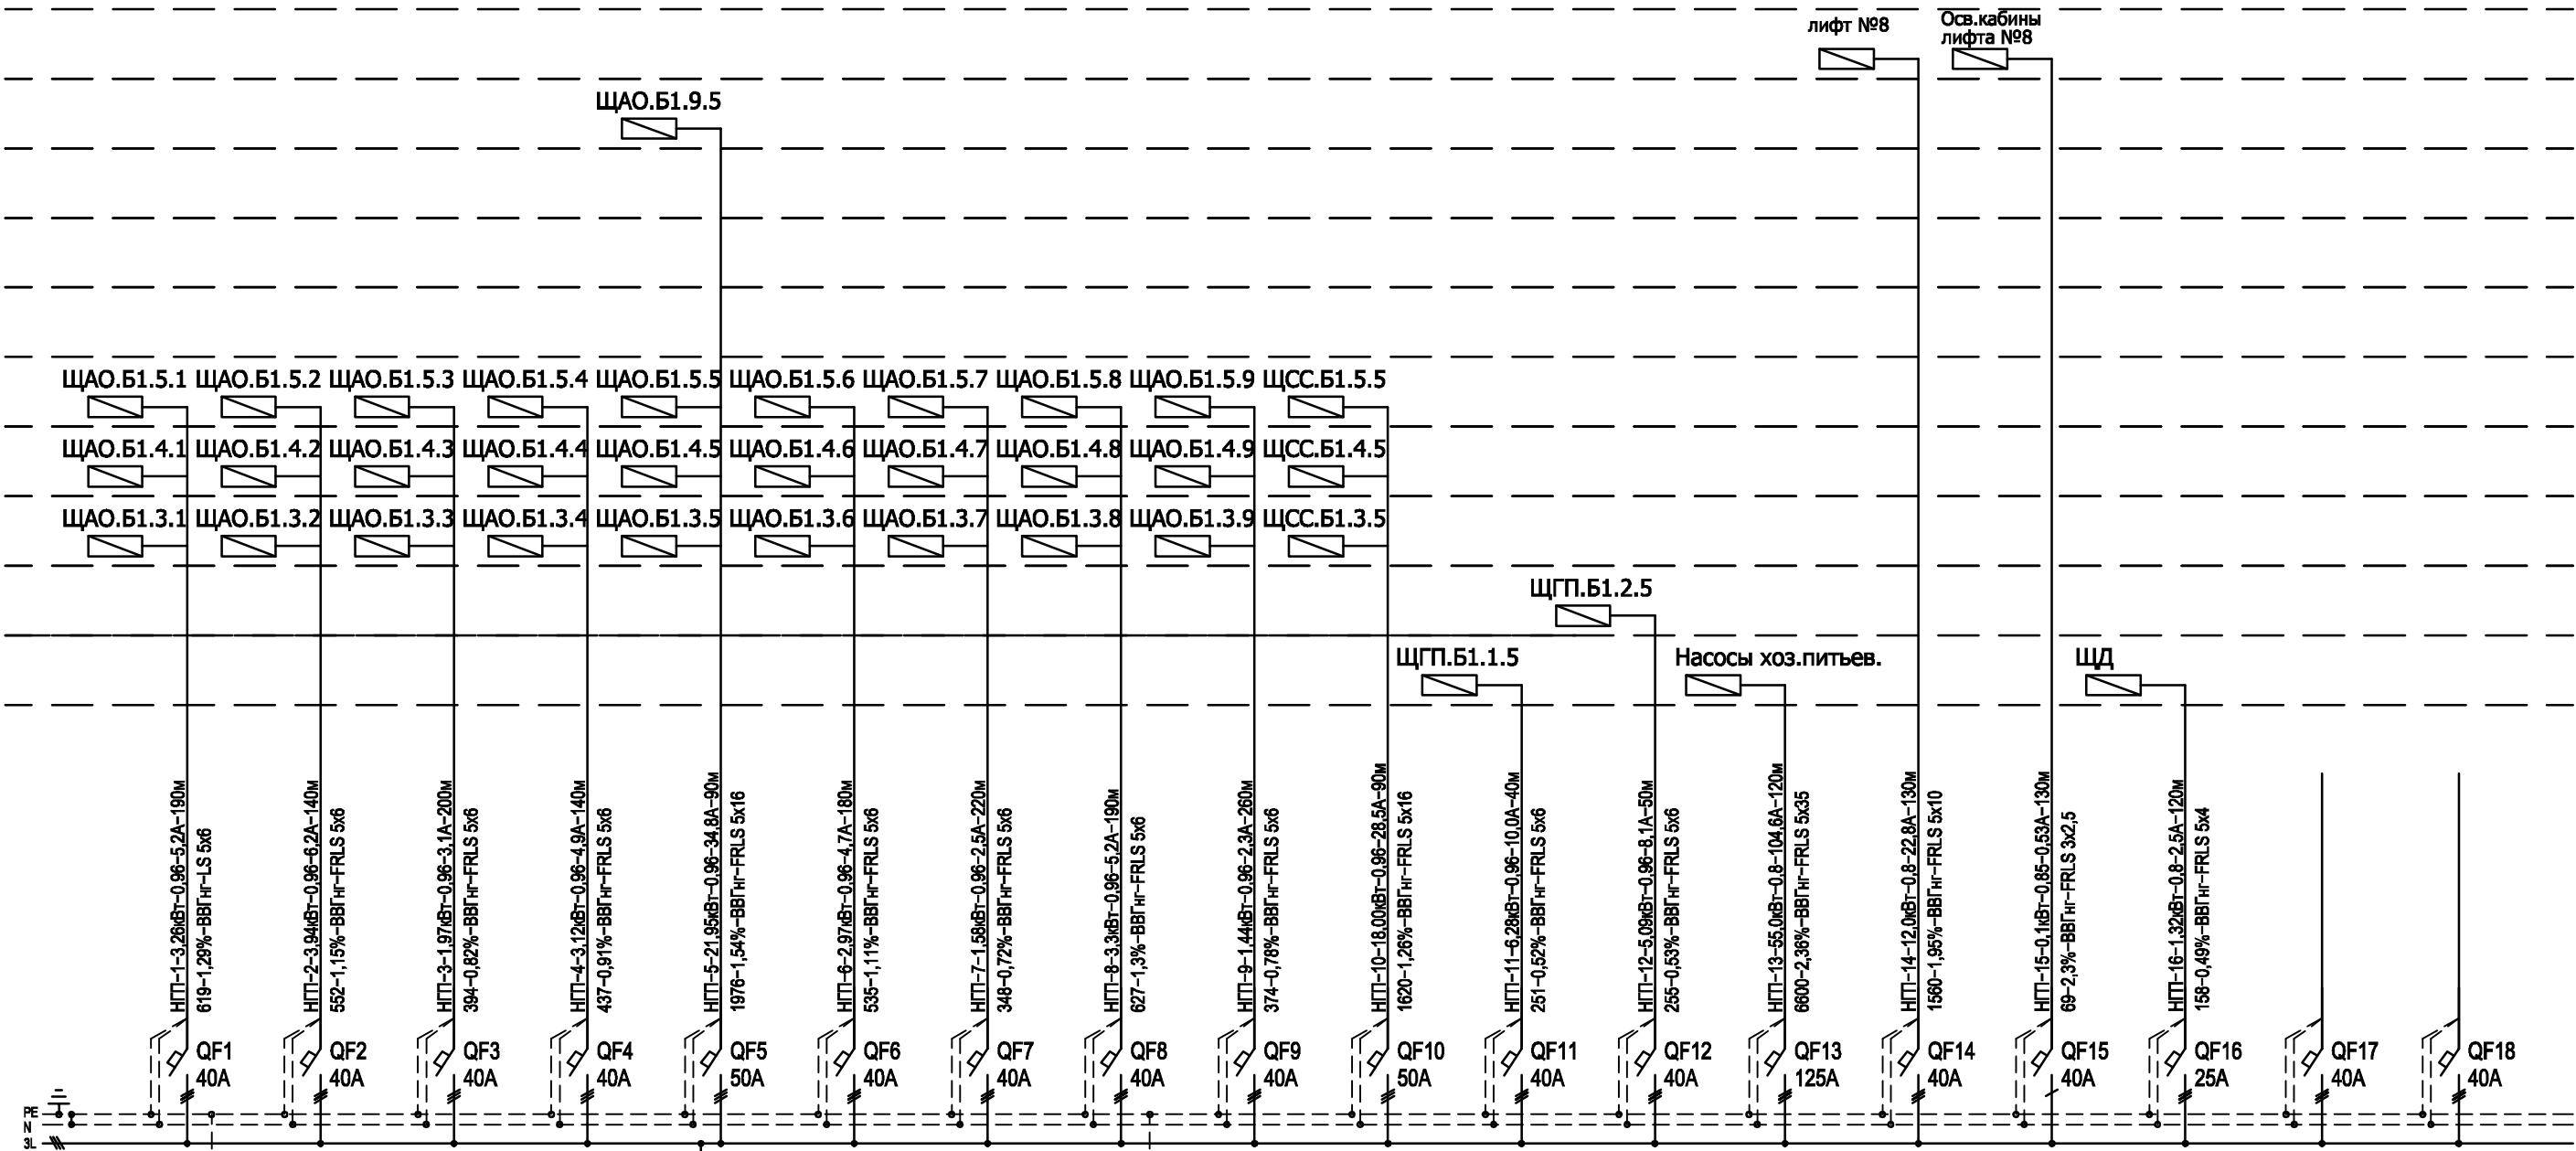 лифт №8
Осв.кабины
лифта №8
ЩАО.Б1.9.5
ЩАО.Б1.5.1 ЩАО.Б1.5.2 ЩАО.Б1.5.3 ЩАО.Б1.5.4 ЩАО.Б1.5.5 ЩАО.Б1.5.6 ЩАО.Б1.5.7 ЩАО.Б1.5.8 ЩАО.Б1.5.9 ЩСС.Б1.5.5
ЩАО.Б1.4.1 ЩАО.Б1.4.2 ЩАО.Б1.4.3 ЩАО.Б1.4.4 ЩАО.Б1.4.5 ЩАО.Б1.4.6 ЩАО.Б1.4.7 ЩАО.Б1.4.8 ЩАО.Б1.4.9 ЩСС.Б1.4.5
ЩАО.Б1.3.1 ЩАО.Б1.3.2 ЩАО.Б1.3.3 ЩАО.Б1.3.4 ЩАО.Б1.3.5 ЩАО.Б1.3.6 ЩАО.Б1.3.7 ЩАО.Б1.3.8 ЩАО.Б1.3.9 ЩСС.Б1.3.5
ЩГП.Б1.2.5
ЩГП.Б1.1.5
Насосы хоз.питьев.
ЩД
НГП-1-3,26кВт-0,96-5,2А-190м
619-1,29%-ВВГнг-LS 5х6
НГП-2-3,94кВт-0,96-6,2А-140м
552-1,15%-ВВГнг-FRLS 5х6
НГП-3-1,97кВт-0,96-3,1А-200м
394-0,82%-ВВГнг-FRLS 5х6
НГП-4-3,12кВт-0,96-4,9А-140м
437-0,91%-ВВГнг-FRLS 5х6
НГП-5-21,95кВт-0,96-34,8А-90м
1976-1,54%-ВВГнг-FRLS 5х16
НГП-6-2,97кВт-0,96-4,7А-180м
535-1,11%-ВВГнг-FRLS 5х6
НГП-7-1,58кВт-0,96-2,5А-220м
348-0,72%-ВВГнг-FRLS 5х6
НГП-8-3,3кВт-0,96-5,2А-190м
627-1,3%-ВВГнг-FRLS 5х6
НГП-9-1,44кВт-0,96-2,3А-260м
374-0,78%-ВВГнг-FRLS 5х6
НГП-10-18,00кВт-0,96-28,5А-90м
1620-1,26%-ВВГнг-FRLS 5х16
НГП-11-6,28кВт-0,96-10,0А-40м
251-0,52%-ВВГнг-FRLS 5х6
НГП-12-5,09кВт-0,96-8,1А-50м
255-0,53%-ВВГнг-FRLS 5х6
НГП-13-55,0кВт-0,8-104,6А-120м
6600-2,36%-ВВГнг-FRLS 5х35
НГП-14-12,0кВт-0,8-22,8А-130м
1560-1,95%-ВВГнг-FRLS 5х10
НГП-15-0,1кВт-0,85-0,53А-130м
69-2,3%-ВВГнг-FRLS 3х2,5
НГП-16-1,32кВт-0,8-2,5А-120м
158-0,49%-ВВГнг-FRLS 5х4
QF1 QF2 QF3 QF4 QF5 QF6 QF7 QF8 QF9 QF10 QF11 QF12 QF13 QF14 QF15 QF16 QF17 QF18
40А 40А 40А 40А 50А 40А 40А 40А 40А 50А 40А 40А 125А 40А 40А 25А 40А 40А
PE
N
3L